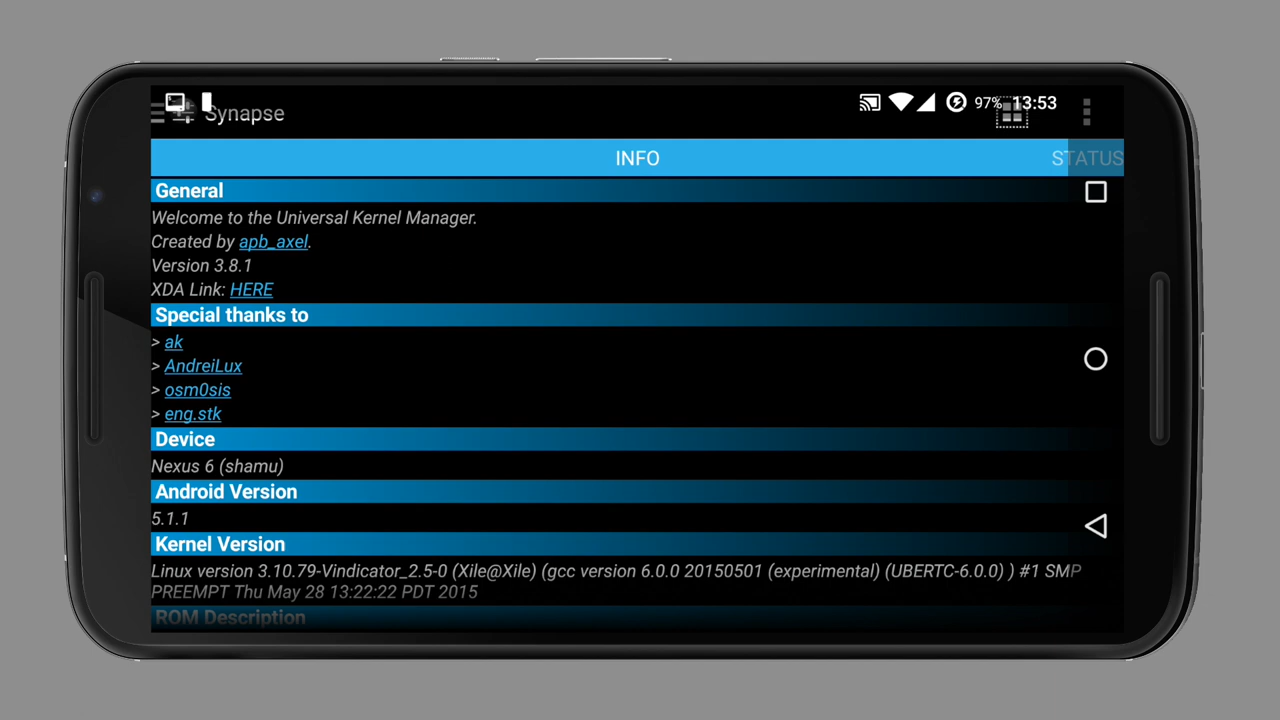 Synapse
97% 13:53
INFO
STATUS
General
Welcome to the Universal Kernel Manager.
Created by apb_axel.
Version 3.8.1
XDA Link: HERE
Special thanks to
> ak
> AndreiLux
> osm0sis
> eng.stk
Device
Nexus 6 (shamu)
Android Version
5.1.1
Kernel Version
Linux version 3.10.79-Vindicator_2.5-0 (Xile@Xile) (gcc version 6.0.0 20150501 (experimental) (UBERTC-6.0.0) ) #1 SMP
PREEMPT Thu May 28 13:22:22 PDT 2015
ROM Description